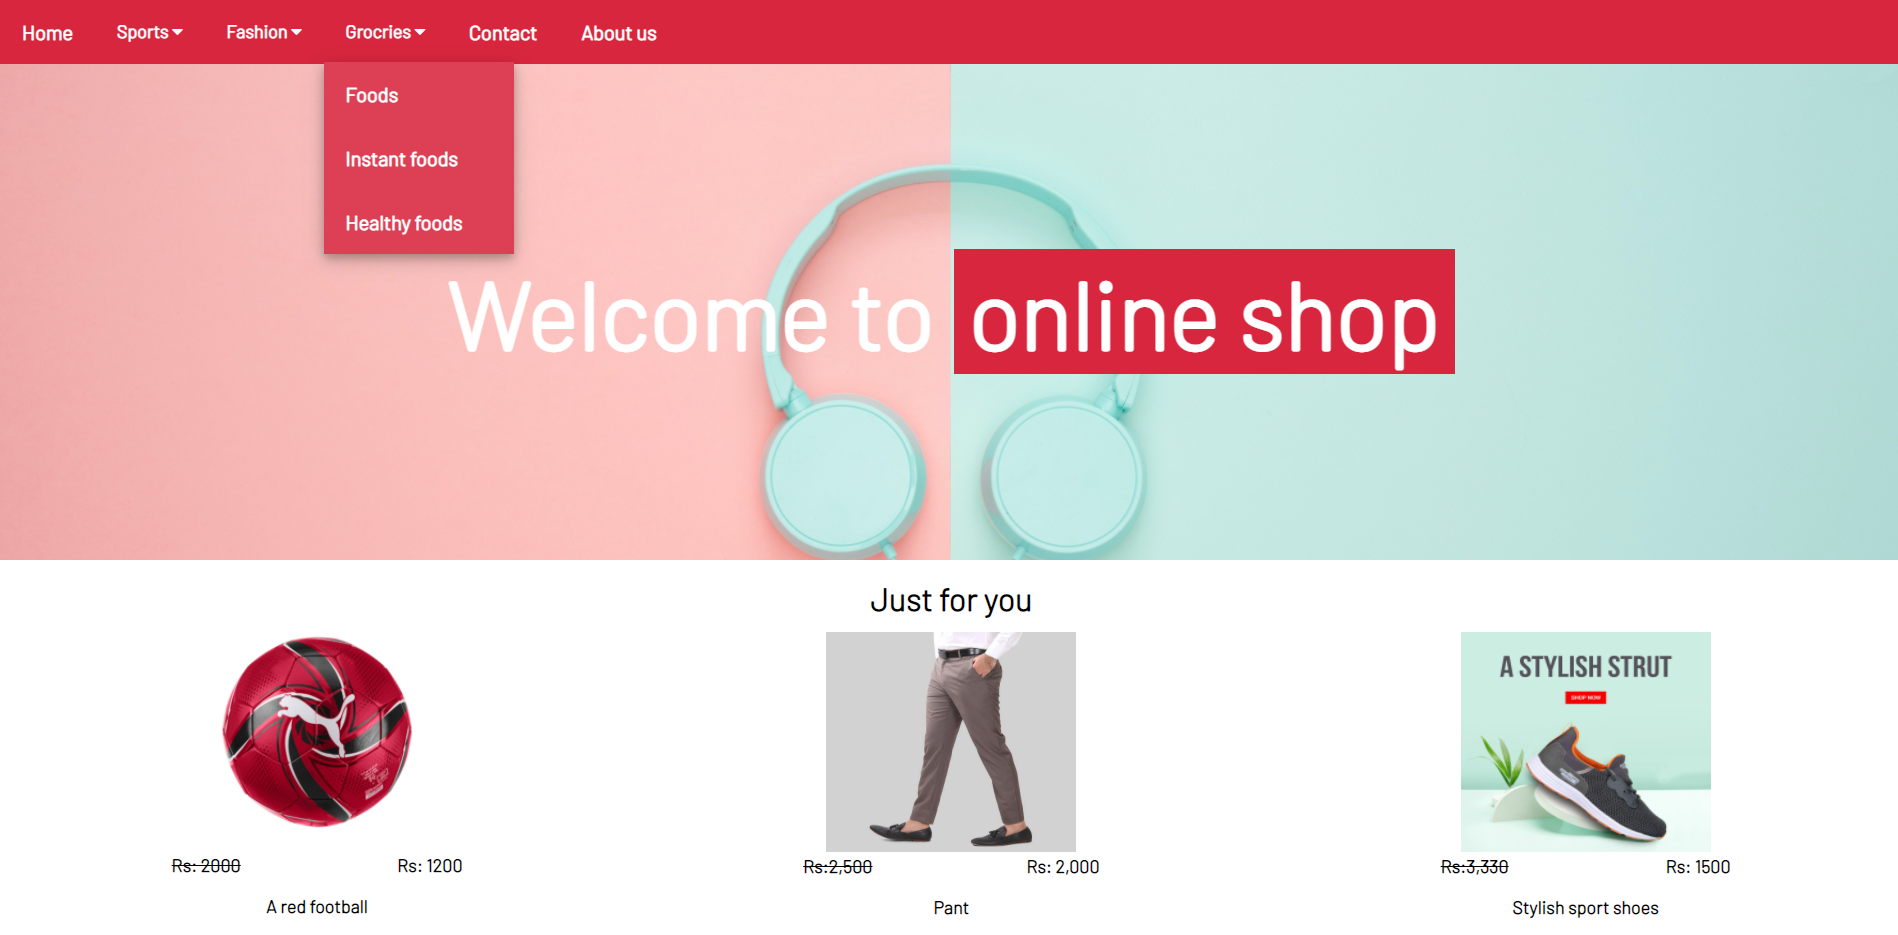 Home Sports Fashion Grocries Contact About us
Foods
Instant foods
Healthy foods
Welcome to online shop
Just for you
A STYLISH STRUT
SHOP NOW
Rs: 2000 Rs: 1200 Rs:2,500 Rs: 2,000 Rs:3,330 Rs: 1500
A red football Pant Stylish sport shoes